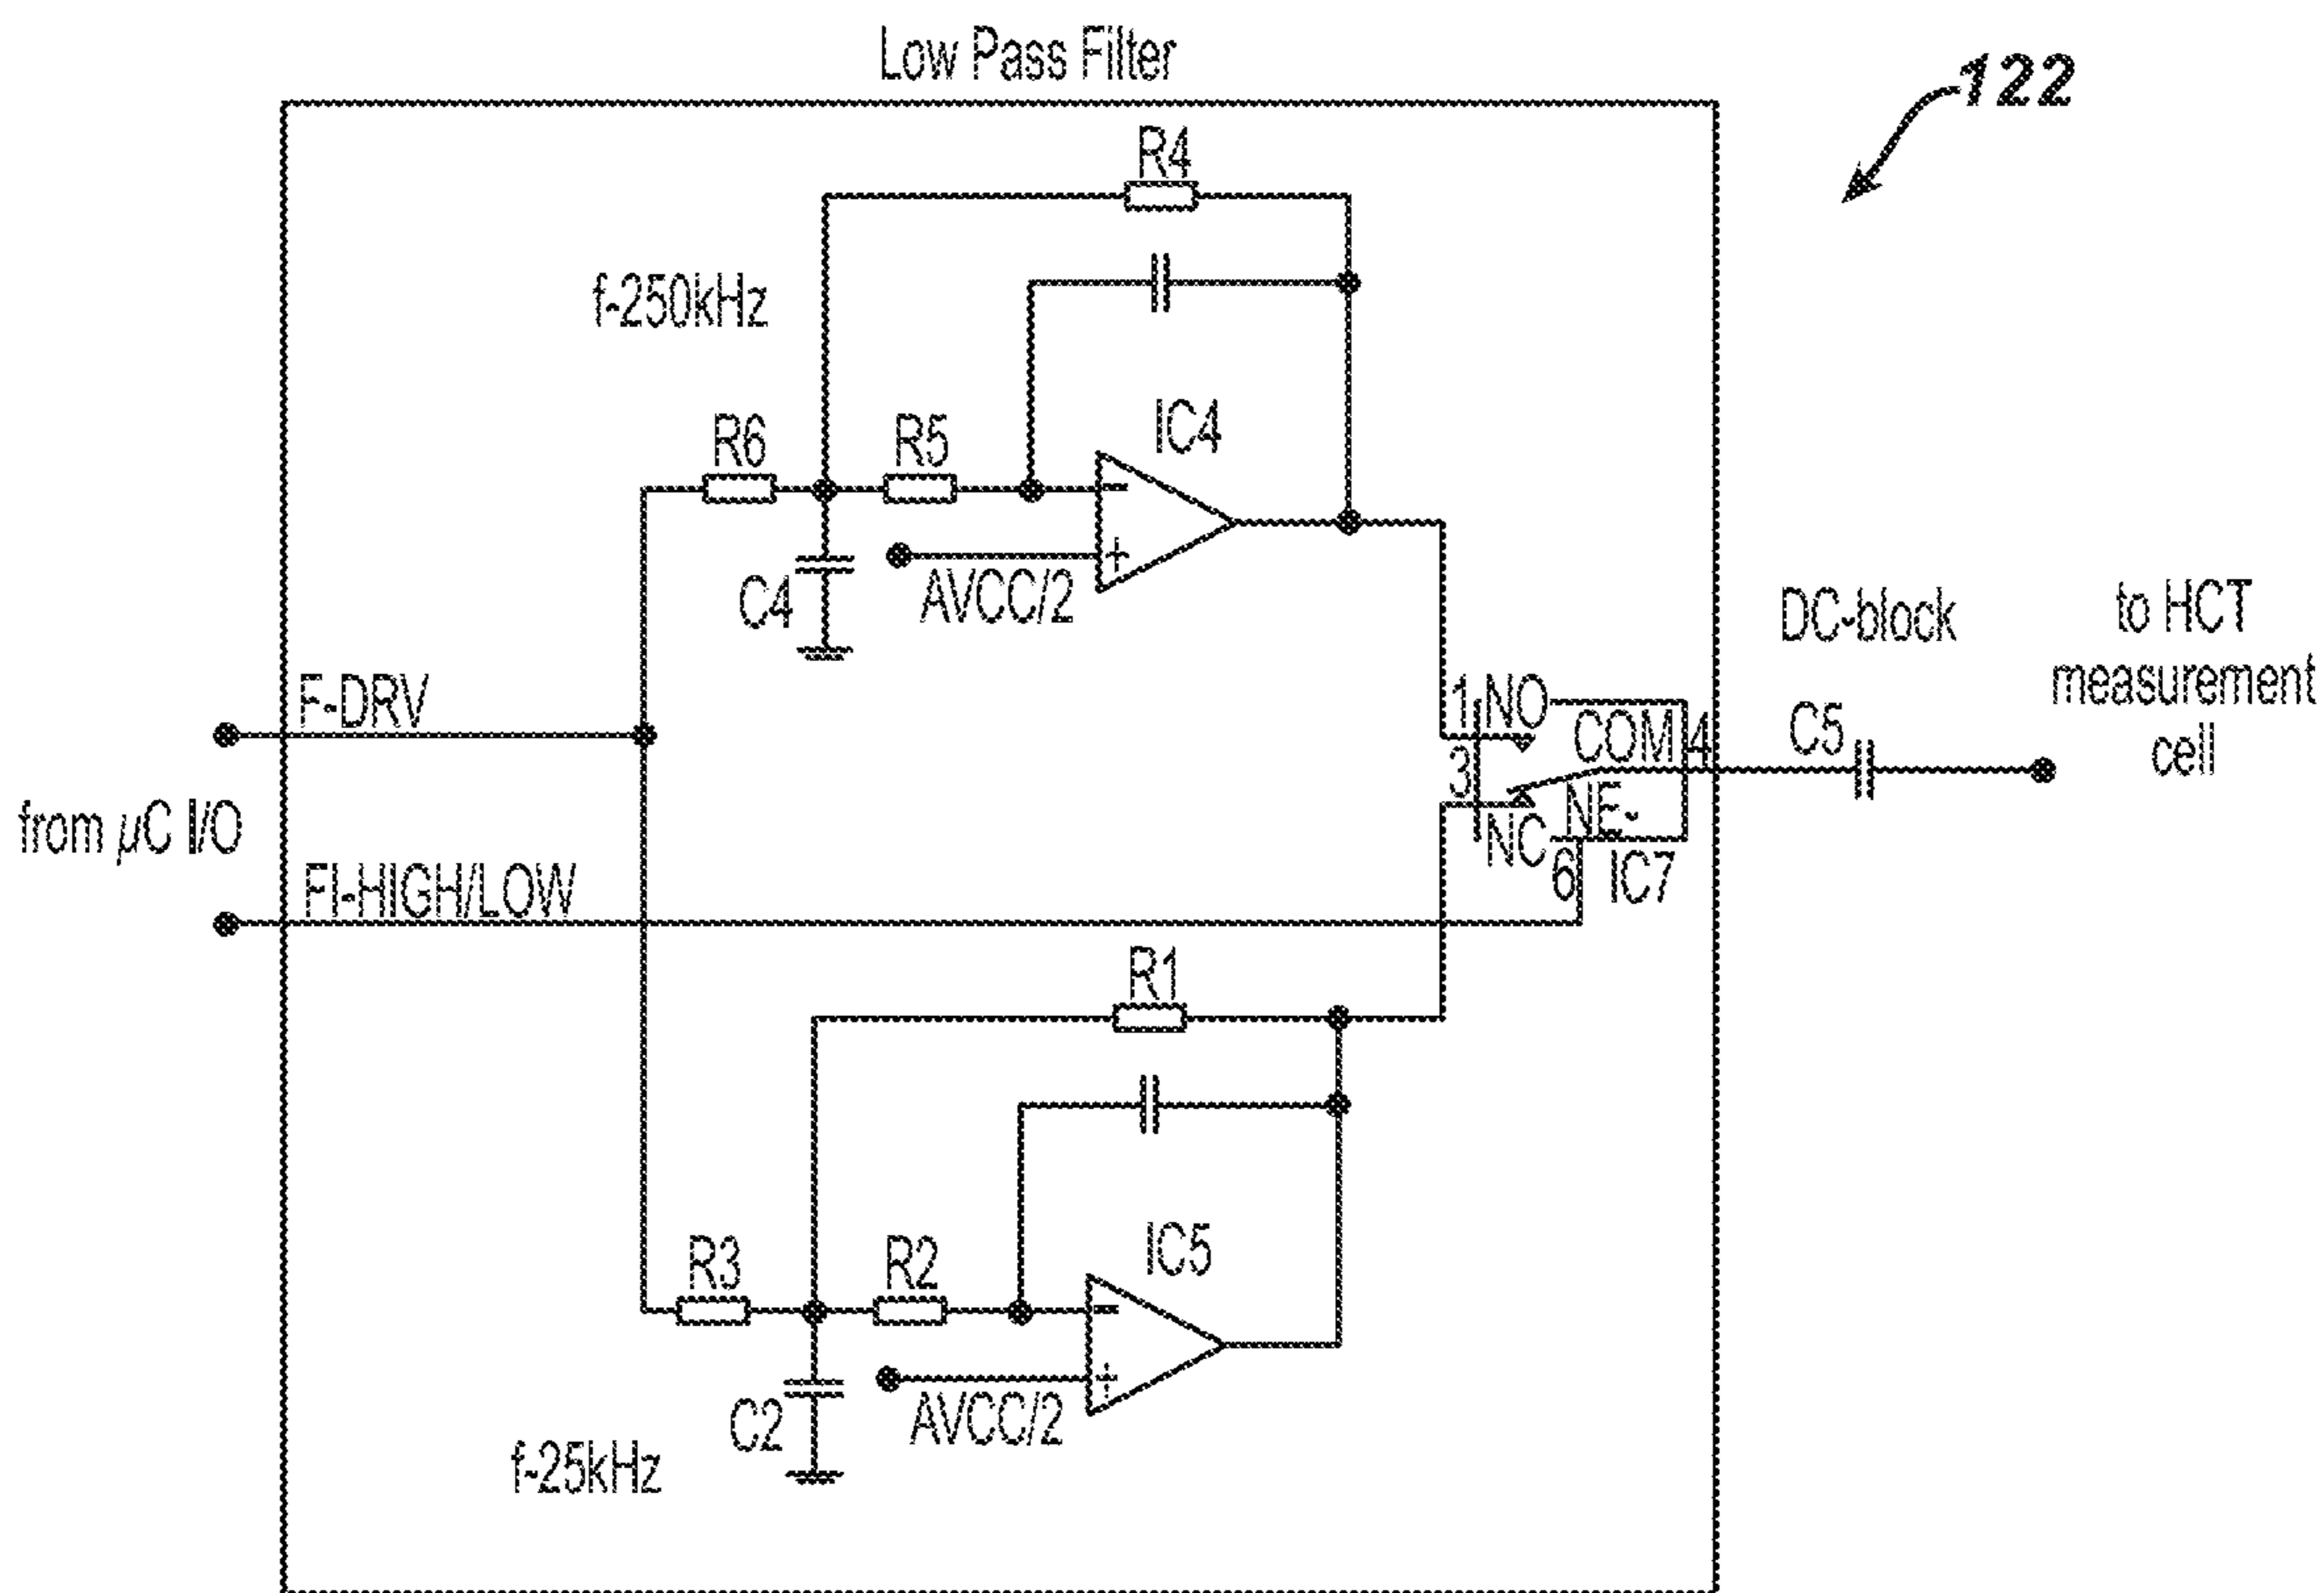 Low Pass Filter
122
R4
f-250kHz
IC4
R6
R5
C4
AVCC/2
DC-block
to HCT
measurement
cell
F-DRV
1
NO
COM
4
C5
3
from µC I/O
NE-
NC
FI-HIGH/LOW
6
IC7
R1
R3
R2
IC5
C2
AVCC/2
f-25kHz